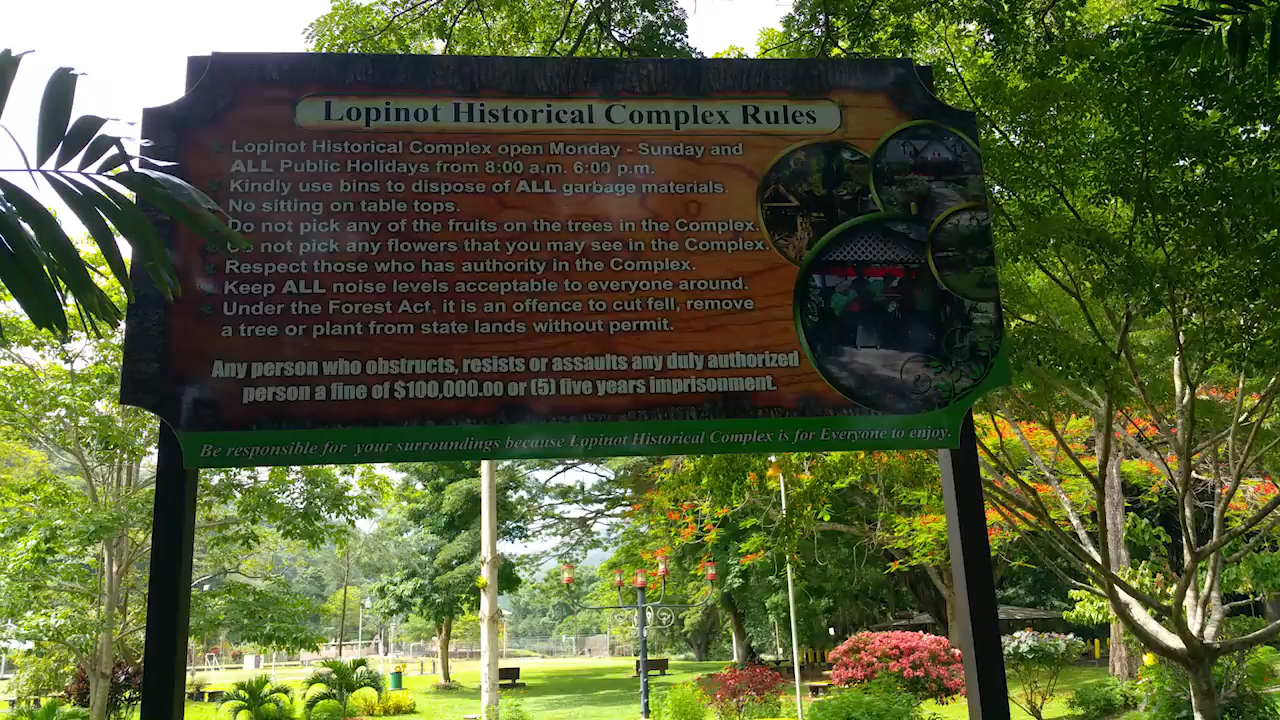 Lopinot Historical Complex Rules
Lopinot Historical Complex open Monday - Sunday and
ALL Public Holidays from 8:00 a.m. 6:00 p.m.
Kindly use bins to dispose of ALL garbage materials.
No sitting on table tops.
Do not pick any of the fruits on the trees in the Complex.
Do not pick any flowers that you may see in the Complex.
Respect those who has authority in the Complex.
Keep ALL noise levels acceptable to everyone around.
Under the Forest Act, it is an offence to cut fell, remove
a tree or plant from state lands without permit.
Any person who obstructs, resists or assaults any duly authorized
person a fine of $100,000.00 or (5) five years imprisonment.
Be responsible for your surroundings because Lopinot Historical Complex is for Everyone to enjoy.